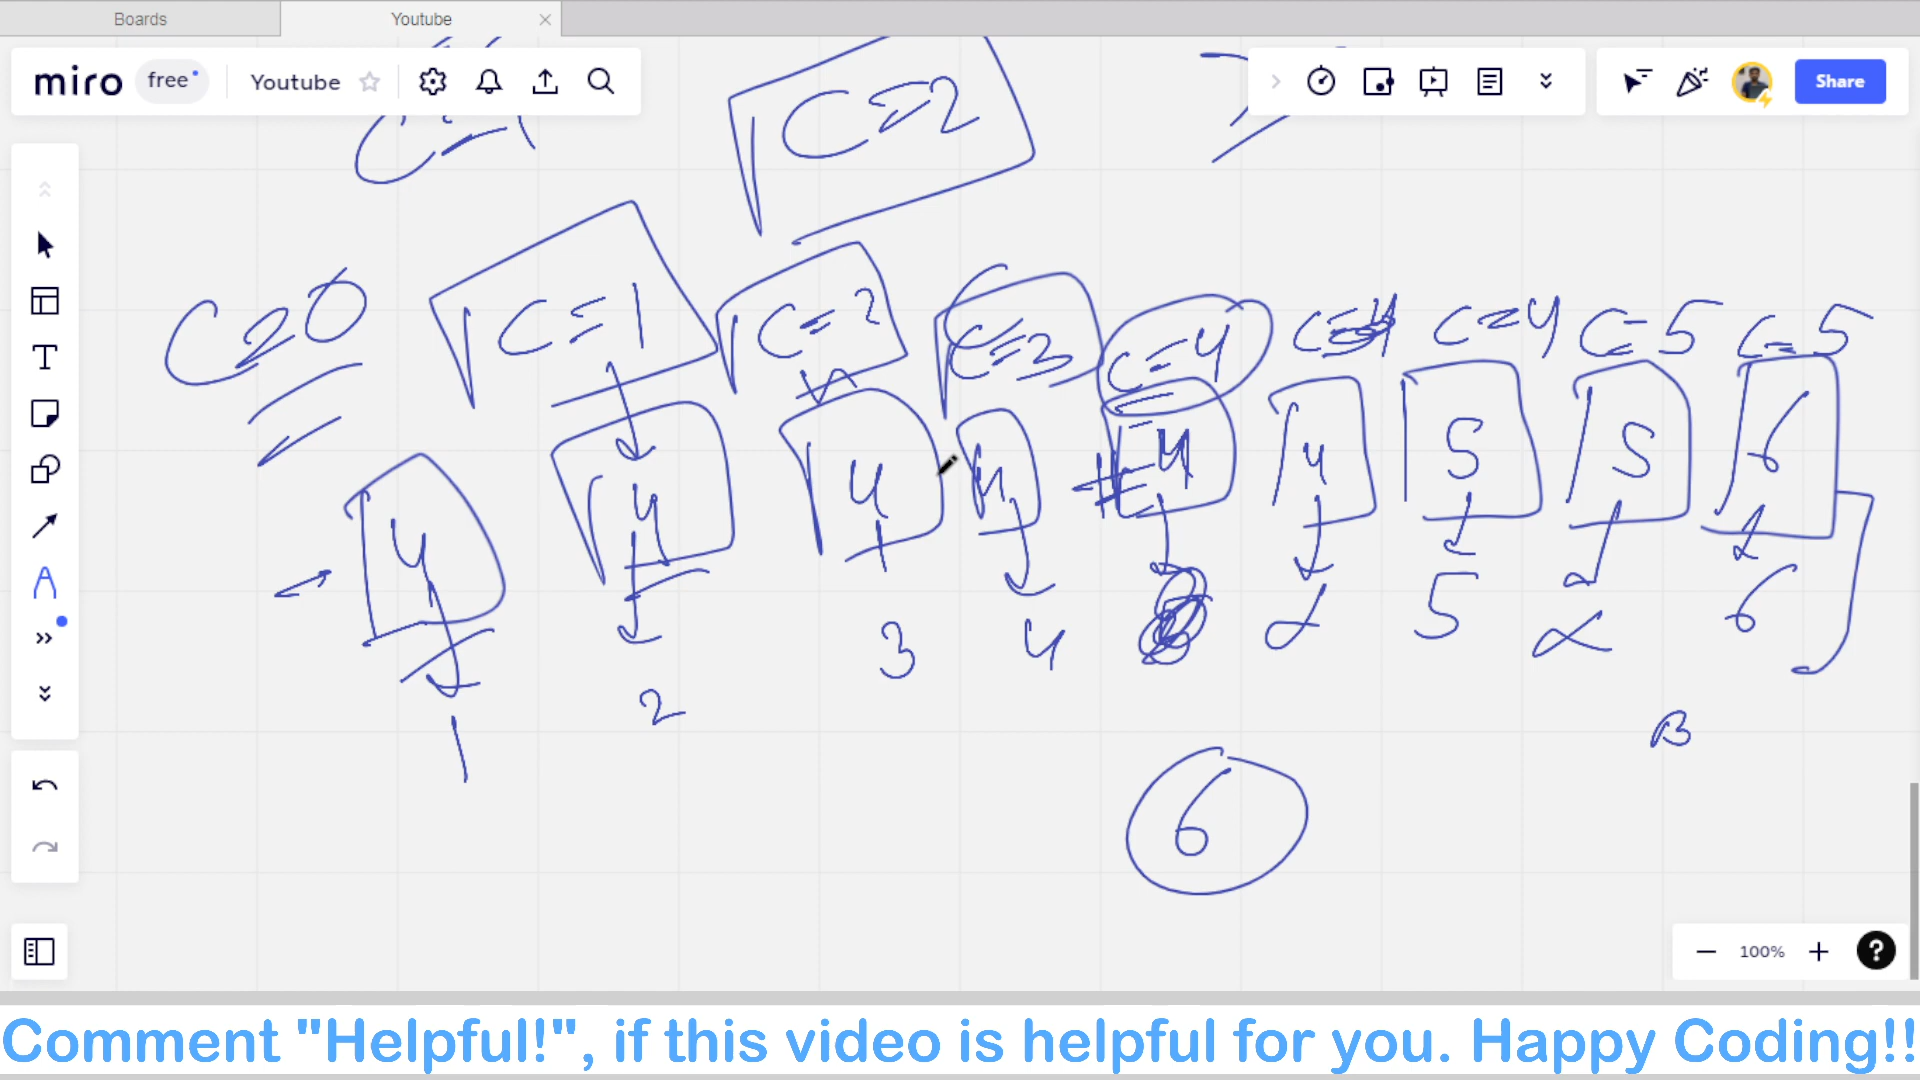 Boards Youtube
miro free Youtube Share
C=2
C=0 C=1 C=2 C=3 C=4 C=4 C=5 C=5
4 4 4 4 4 4 5 5 6
1 2 3 4 5 6
6
100%
Comment "Helpful!", if this video is helpful for you. Happy Coding!!